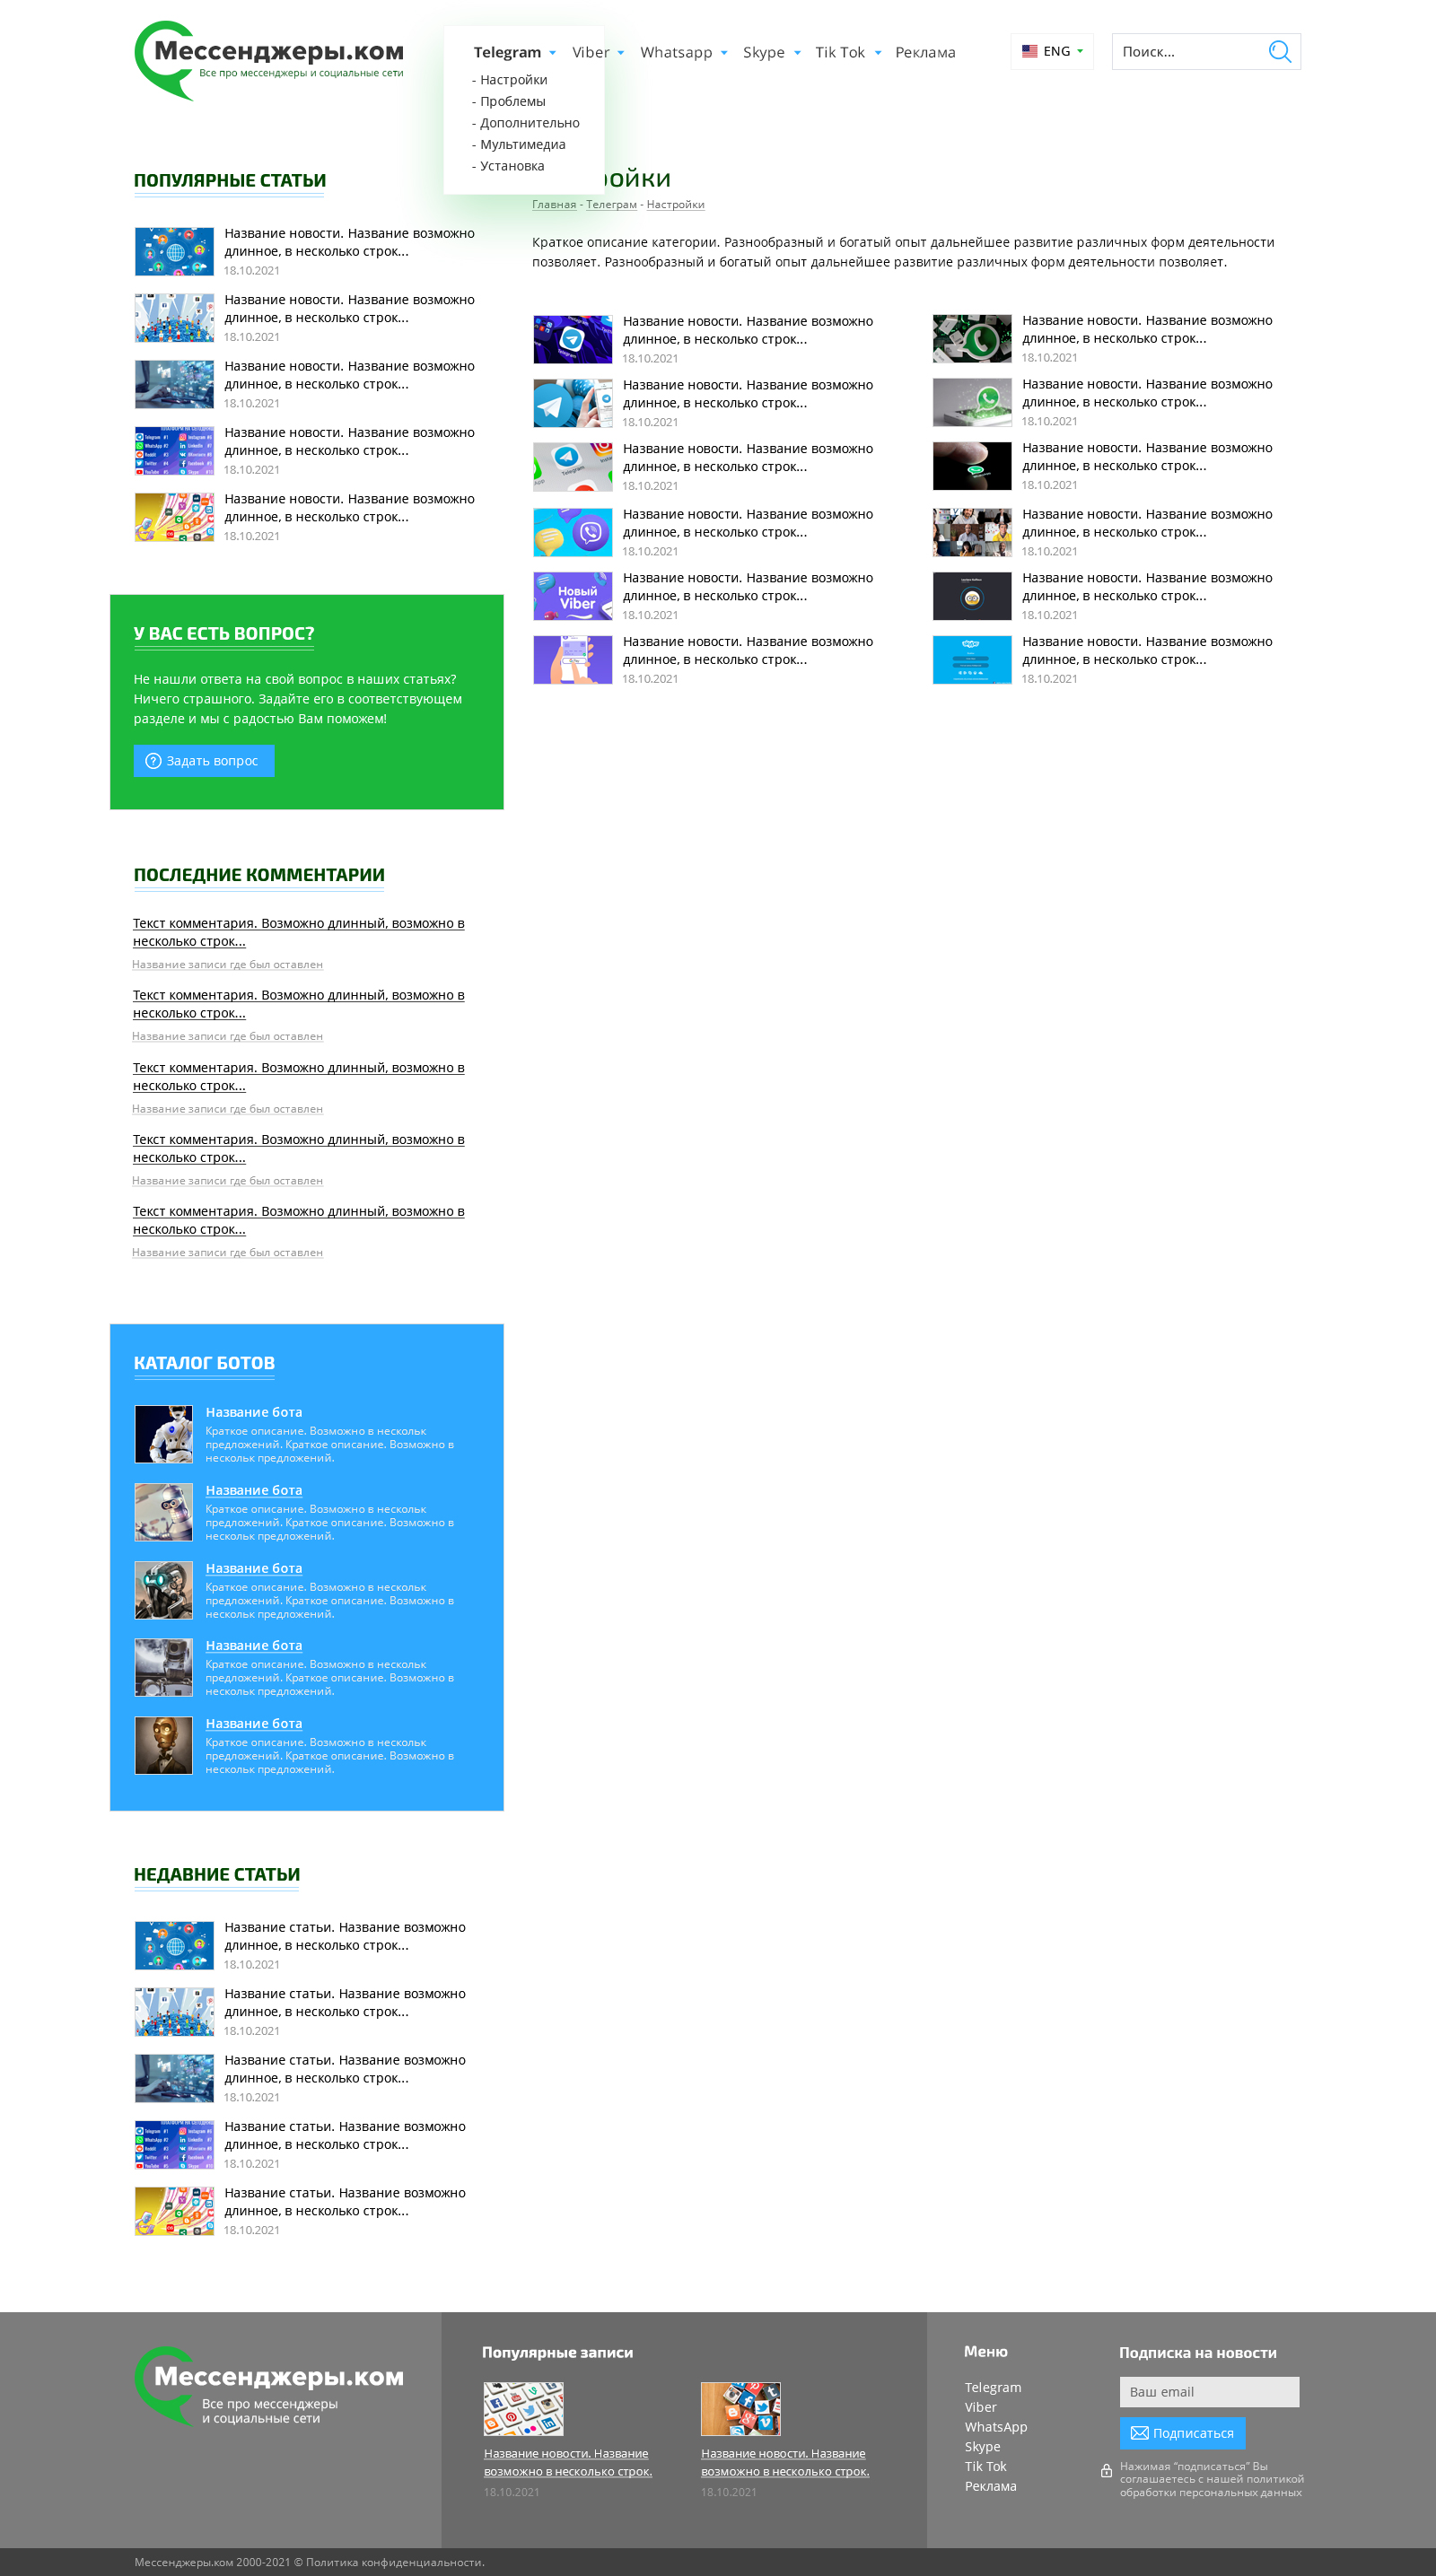 Мессенджеры.ком
Все про мессенджеры и социальные сети
Telegram Viber Whatsapp Skype Tik Tok Реклама
ENG
Поиск...
- Настройки
- Проблемы
- Дополнительно
- Мультимедиа
- Установка
ПОПУЛЯРНЫЕ СТАТЬИ
Название новости. Название возможно
длинное, в несколько строк...
18.10.2021
Название новости. Название возможно
длинное, в несколько строк...
18.10.2021
Название новости. Название возможно
длинное, в несколько строк...
18.10.2021
Название новости. Название возможно
длинное, в несколько строк...
18.10.2021
Название новости. Название возможно
длинное, в несколько строк...
18.10.2021
У ВАС ЕСТЬ ВОПРОС?
Не нашли ответа на свой вопрос в наших статьях?
Ничего страшного. Задайте его в соответствующем
разделе и мы с радостью Вам поможем!
Задать вопрос
ПОСЛЕДНИЕ КОММЕНТАРИИ
Текст комментария. Возможно длинный, возможно в
несколько строк...
Название записи где был оставлен
Текст комментария. Возможно длинный, возможно в
несколько строк...
Название записи где был оставлен
Текст комментария. Возможно длинный, возможно в
несколько строк...
Название записи где был оставлен
Текст комментария. Возможно длинный, возможно в
несколько строк...
Название записи где был оставлен
Текст комментария. Возможно длинный, возможно в
несколько строк...
Название записи где был оставлен
КАТАЛОГ БОТОВ
Название бота
Краткое описание. Возможно в нескольк
предложений. Краткое описание. Возможно в
нескольк предложений.
Название бота
Краткое описание. Возможно в нескольк
предложений. Краткое описание. Возможно в
нескольк предложений.
Название бота
Краткое описание. Возможно в нескольк
предложений. Краткое описание. Возможно в
нескольк предложений.
Название бота
Краткое описание. Возможно в нескольк
предложений. Краткое описание. Возможно в
нескольк предложений.
Название бота
Краткое описание. Возможно в нескольк
предложений. Краткое описание. Возможно в
нескольк предложений.
НЕДАВНИЕ СТАТЬИ
Название статьи. Название возможно
длинное, в несколько строк...
18.10.2021
Название статьи. Название возможно
длинное, в несколько строк...
18.10.2021
Название статьи. Название возможно
длинное, в несколько строк...
18.10.2021
Название статьи. Название возможно
длинное, в несколько строк...
18.10.2021
Название статьи. Название возможно
длинное, в несколько строк...
18.10.2021
ройки
Главная - Телеграм - Настройки
Краткое описание категории. Разнообразный и богатый опыт дальнейшее развитие различных форм деятельности
позволяет. Разнообразный и богатый опыт дальнейшее развитие различных форм деятельности позволяет.
Название новости. Название возможно
длинное, в несколько строк...
18.10.2021
Название новости. Название возможно
длинное, в несколько строк...
18.10.2021
Название новости. Название возможно
длинное, в несколько строк...
18.10.2021
Название новости. Название возможно
длинное, в несколько строк...
18.10.2021
Новый
Viber
Название новости. Название возможно
длинное, в несколько строк...
18.10.2021
Название новости. Название возможно
длинное, в несколько строк...
18.10.2021
Название новости. Название возможно
длинное, в несколько строк...
18.10.2021
Название новости. Название возможно
длинное, в несколько строк...
18.10.2021
Название новости. Название возможно
длинное, в несколько строк...
18.10.2021
Название новости. Название возможно
длинное, в несколько строк...
18.10.2021
Название новости. Название возможно
длинное, в несколько строк...
18.10.2021
Название новости. Название возможно
длинное, в несколько строк...
18.10.2021
Мессенджеры.ком
Все про мессенджеры
и социальные сети
Популярные записи
Название новости. Название
возможно в несколько строк.
18.10.2021
Название новости. Название
возможно в несколько строк.
18.10.2021
Меню
Telegram
Viber
WhatsApp
Skype
Tik Tok
Реклама
Подписка на новости
Ваш email
Подписаться
Нажимая “подписаться” Вы
соглашаетесь с нашей политикой
обработки персональных данных
Мессенджеры.ком 2000-2021 © Политика конфиденциальности.